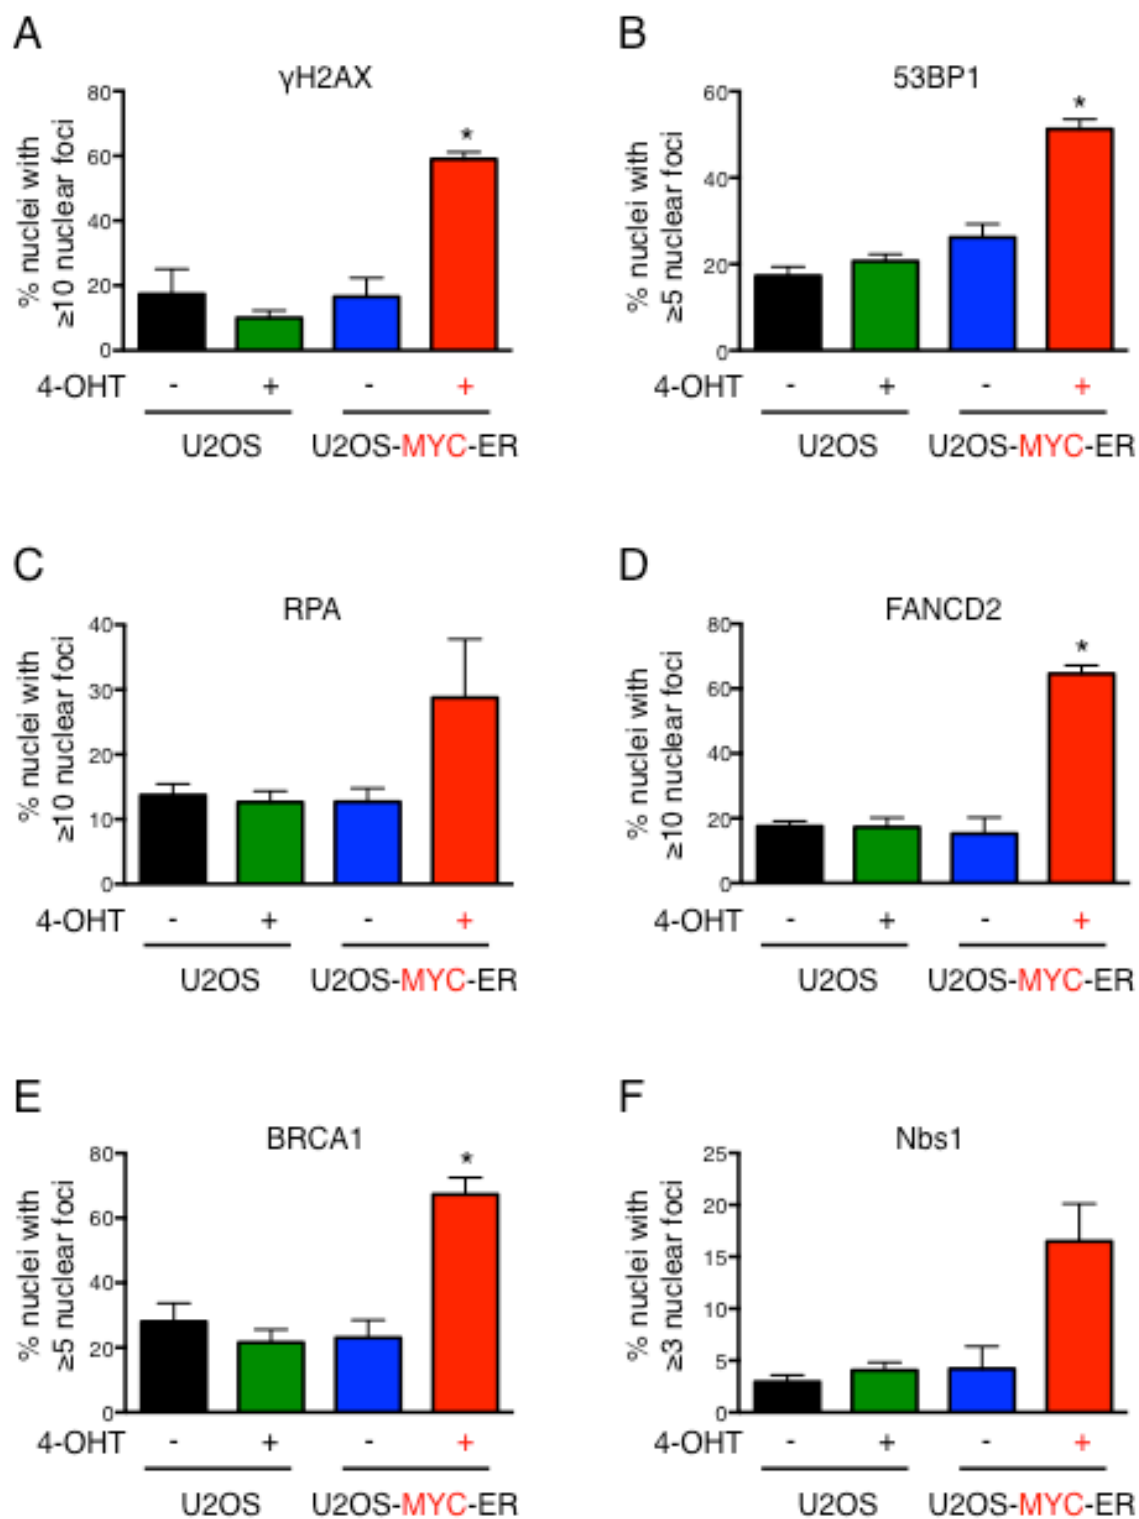 A
γH2AX
% nuclei with
≥10 nuclear foci
80
60
40
20
0
4-OHT - + - +
U2OS U2OS-MYC-ER
*
B
53BP1
% nuclei with
≥5 nuclear foci
60
40
20
0
4-OHT - + - +
U2OS U2OS-MYC-ER
*
C
RPA
% nuclei with
≥10 nuclear foci
40
30
20
10
0
4-OHT - + - +
U2OS U2OS-MYC-ER
D
FANCD2
% nuclei with
≥10 nuclear foci
80
60
40
20
0
4-OHT - + - +
U2OS U2OS-MYC-ER
*
E
BRCA1
% nuclei with
≥5 nuclear foci
80
60
40
20
0
4-OHT - + - +
U2OS U2OS-MYC-ER
*
F
Nbs1
% nuclei with
≥3 nuclear foci
25
20
15
10
5
0
4-OHT - + - +
U2OS U2OS-MYC-ER